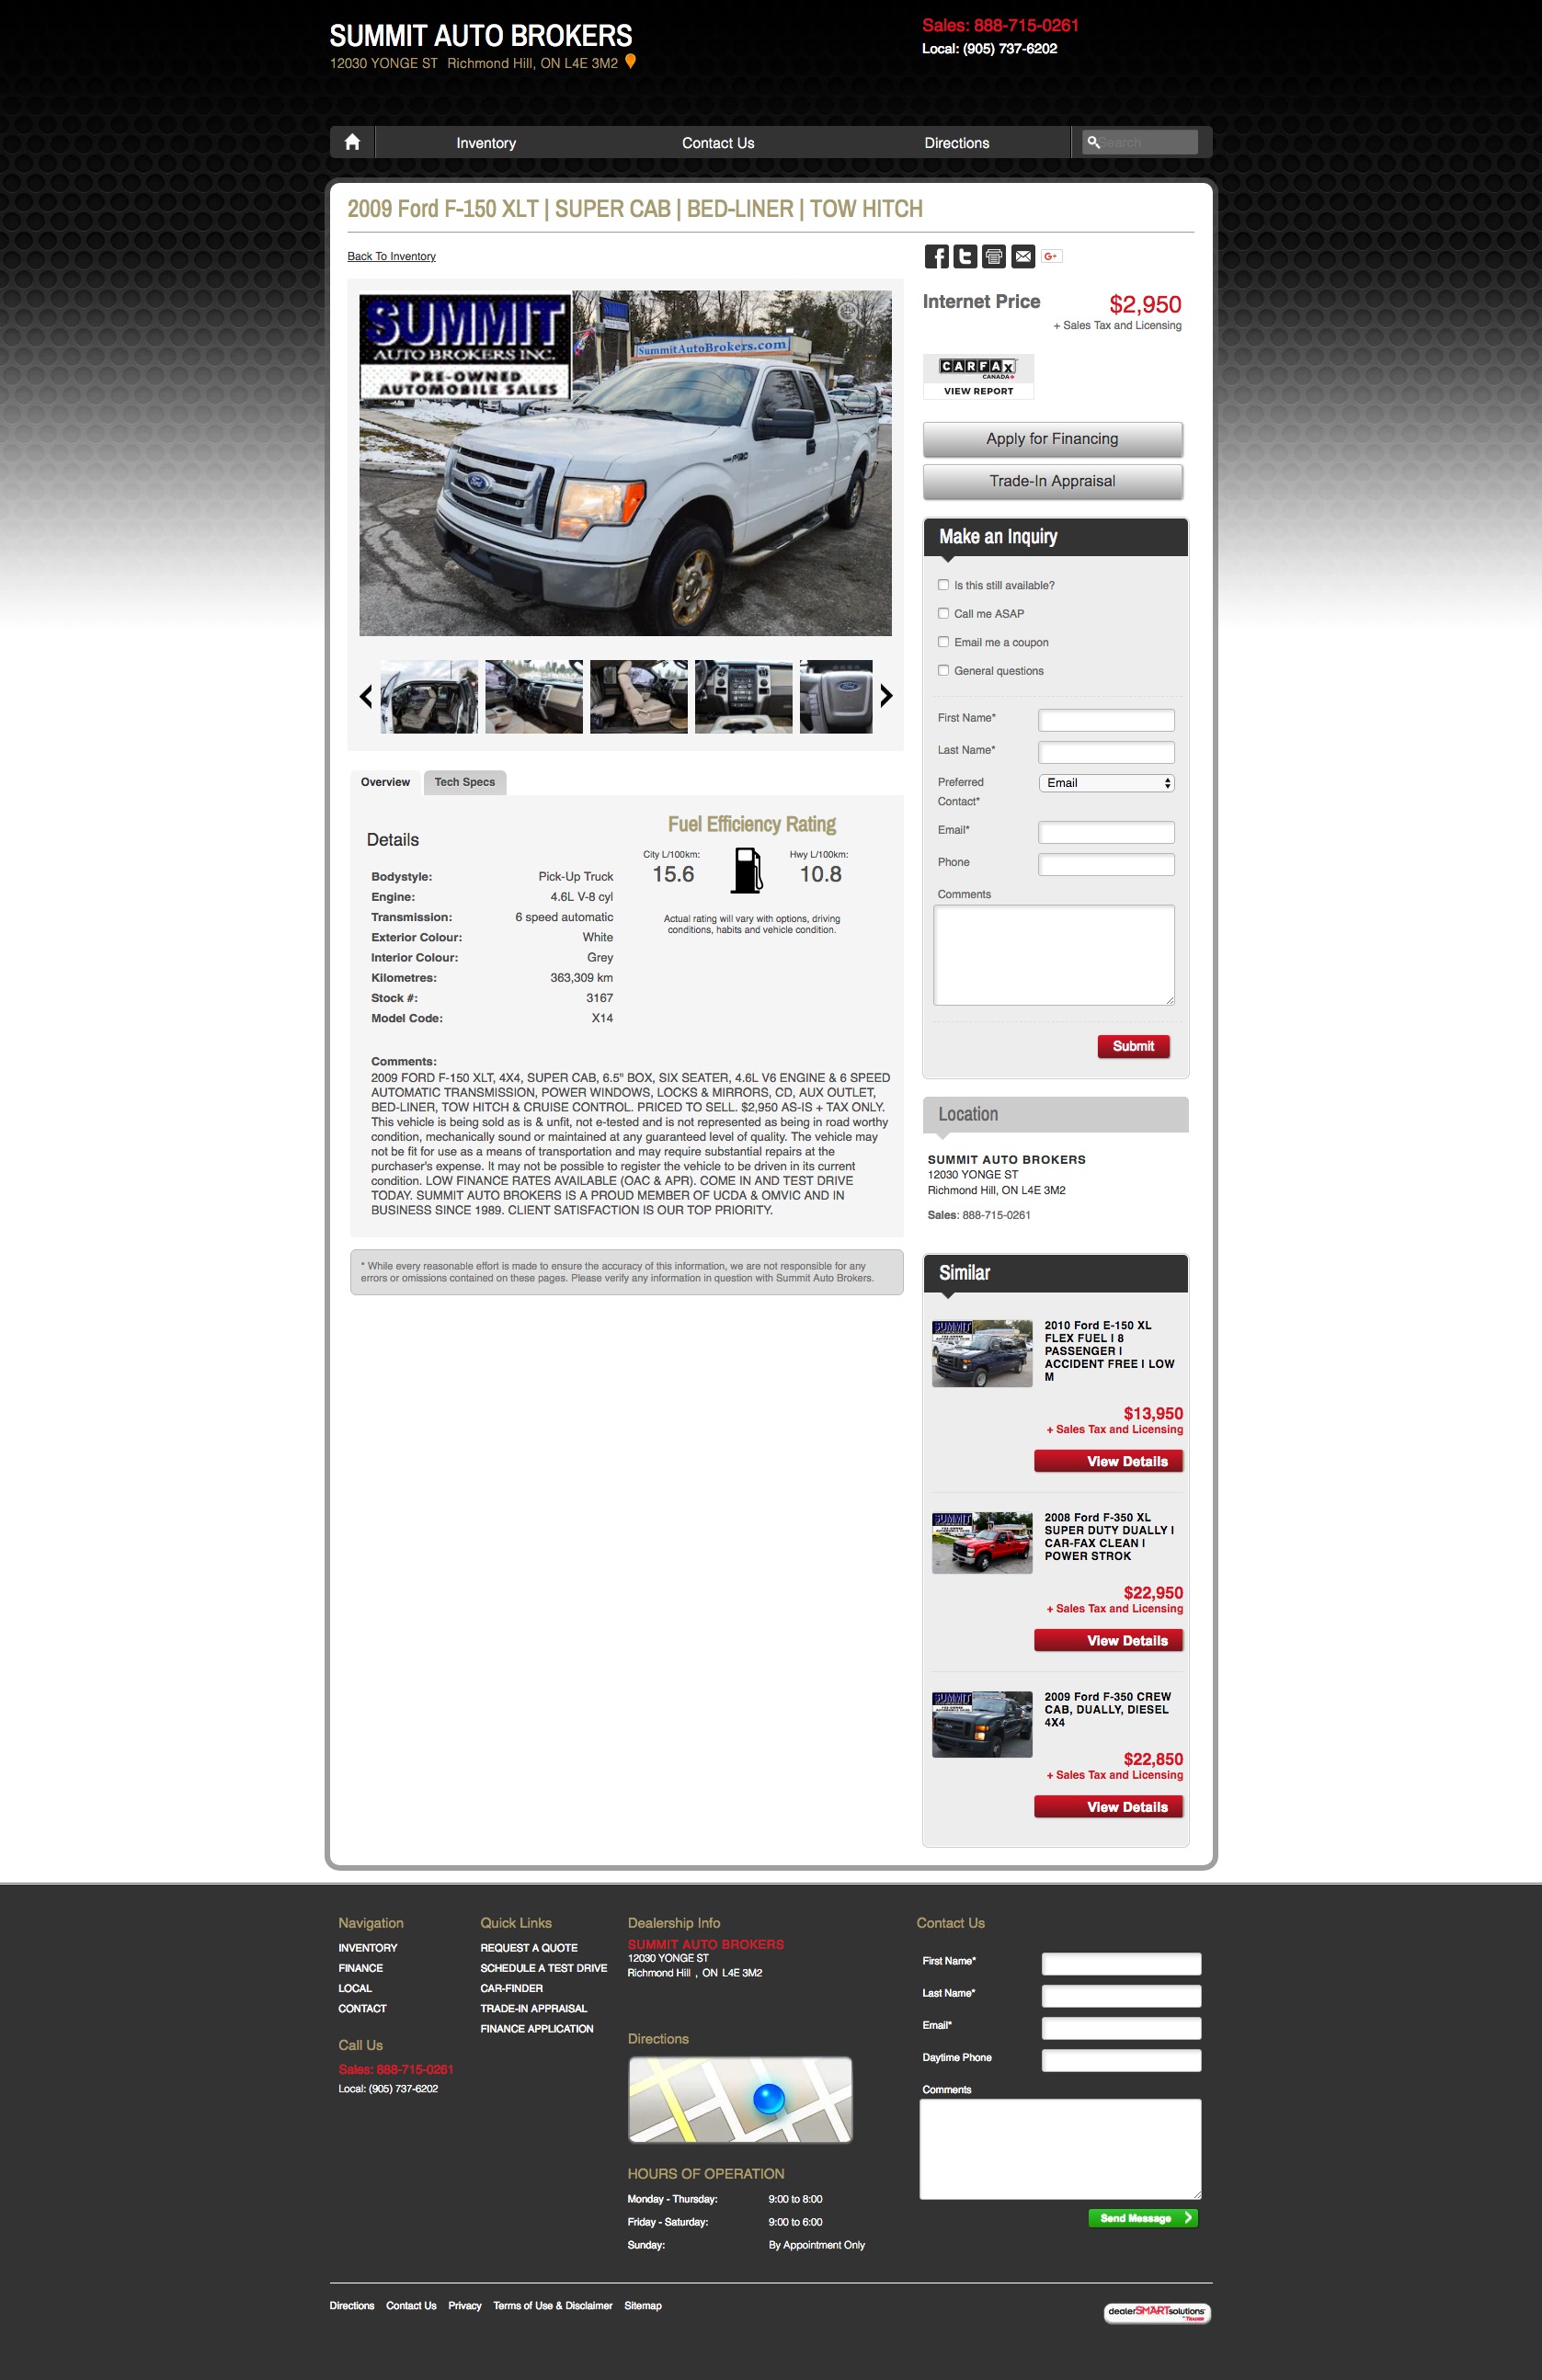 SUMMIT AUTO BROKERS
12030 YONGE ST Richmond Hill, ON L4E 3M2
Sales: 888-715-0261
Local: (905) 737-6202
Inventory
Contact Us
Directions
Search
2009 Ford F-150 XLT | SUPER CAB | BED-LINER | TOW HITCH
Back To Inventory
SUMMIT
AUTO BROKERS INC.
PRE-OWNED
AUTOMOBILE SALES
SummitAutoBrokers.com
Internet Price
$2,950
+ Sales Tax and Licensing
CARFAX
CANADA
VIEW REPORT
Apply for Financing
Trade-In Appraisal
Make an Inquiry
Is this still available?
Call me ASAP
Email me a coupon
General questions
First Name*
Last Name*
Preferred
Contact*
Email
Email*
Phone
Comments
Submit
Overview
Tech Specs
Details
Bodystyle: Pick-Up Truck
Engine: 4.6L V-8 cyl
Transmission: 6 speed automatic
Exterior Colour: White
Interior Colour: Grey
Kilometres: 363,309 km
Stock #: 3167
Model Code: X14
Fuel Efficiency Rating
City L/100km: Hwy L/100km:
15.6 10.8
Actual rating will vary with options, driving
conditions, habits and vehicle condition.
Comments:
2009 FORD F-150 XLT, 4X4, SUPER CAB, 6.5" BOX, SIX SEATER, 4.6L V6 ENGINE & 6 SPEED
AUTOMATIC TRANSMISSION, POWER WINDOWS, LOCKS & MIRRORS, CD, AUX OUTLET,
BED-LINER, TOW HITCH & CRUISE CONTROL. PRICED TO SELL. $2,950 AS-IS + TAX ONLY.
This vehicle is being sold as is & unfit, not e-tested and is not represented as being in road worthy
condition, mechanically sound or maintained at any guaranteed level of quality. The vehicle may
not be fit for use as a means of transportation and may require substantial repairs at the
purchaser's expense. It may not be possible to register the vehicle to be driven in its current
condition. LOW FINANCE RATES AVAILABLE (OAC & APR). COME IN AND TEST DRIVE
TODAY. SUMMIT AUTO BROKERS IS A PROUD MEMBER OF UCDA & OMVIC AND IN
BUSINESS SINCE 1989. CLIENT SATISFACTION IS OUR TOP PRIORITY.
* While every reasonable effort is made to ensure the accuracy of this information, we are not responsible for any
errors or omissions contained on these pages. Please verify any information in question with Summit Auto Brokers.
Location
SUMMIT AUTO BROKERS
12030 YONGE ST
Richmond Hill, ON L4E 3M2
Sales: 888-715-0261
Similar
2010 Ford E-150 XL
FLEX FUEL I 8
PASSENGER I
ACCIDENT FREE I LOW
M
$13,950
+ Sales Tax and Licensing
View Details
2008 Ford F-350 XL
SUPER DUTY DUALLY I
CAR-FAX CLEAN I
POWER STROK
$22,950
+ Sales Tax and Licensing
View Details
2009 Ford F-350 CREW
CAB, DUALLY, DIESEL
4X4
$22,850
+ Sales Tax and Licensing
View Details
Navigation
INVENTORY
FINANCE
LOCAL
CONTACT
Call Us
Sales: 888-715-0261
Local: (905) 737-6202
Quick Links
REQUEST A QUOTE
SCHEDULE A TEST DRIVE
CAR-FINDER
TRADE-IN APPRAISAL
FINANCE APPLICATION
Dealership Info
SUMMIT AUTO BROKERS
12030 YONGE ST
Richmond Hill , ON L4E 3M2
Directions
HOURS OF OPERATION
Monday - Thursday: 9:00 to 8:00
Friday - Saturday: 9:00 to 6:00
Sunday: By Appointment Only
Contact Us
First Name*
Last Name*
Email*
Daytime Phone
Comments
Send Message
Directions Contact Us Privacy Terms of Use & Disclaimer Sitemap
dealerSMARTsolutions